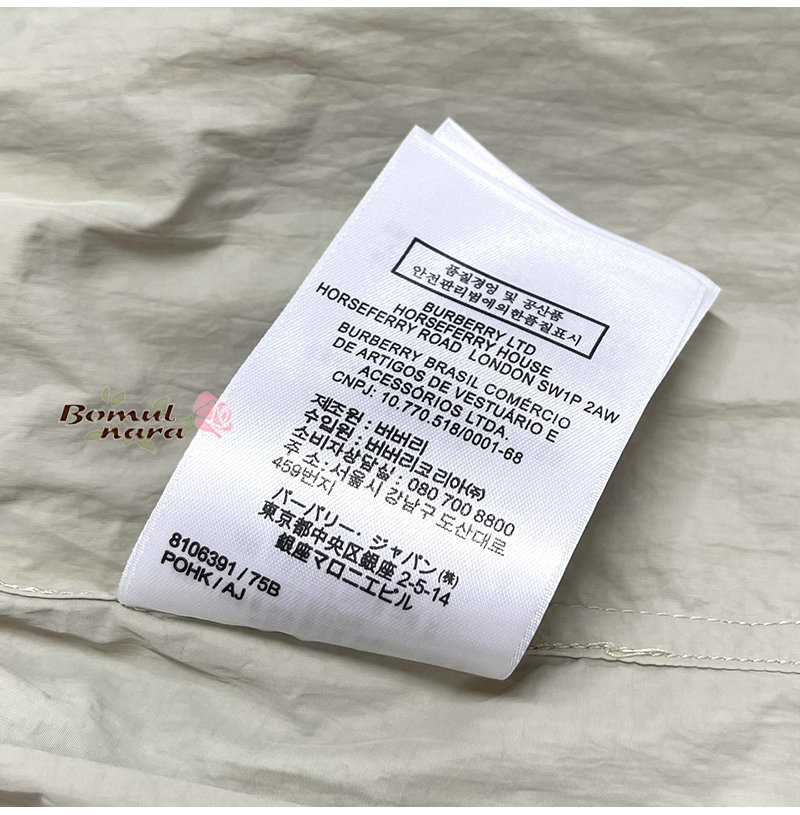 품질경영 및 공산품
안전관리법에의한품질표시
BURBERRY LTD
HORSEFERRY HOUSE
HORSEFERRY ROAD LONDON SW1P 2AW
BURBERRY BRASIL COMÉRCIO
DE ARTIGOS DE VESTUÁRIO E
ACESSÓRIOS LTDA.
CNPJ: 10.770.518/0001-68
제조원 : 버버리
수입원 : 버버리코리아(주)
소비자상담실 : 080 700 8800
주 소 : 서울시 강남구 도산대로
459번지
バーバリー・ジャパン(株)
東京都中央区銀座 2-5-14
銀座マロニエビル
8106391 / 75B
POHK / AJ
Bomul
nara